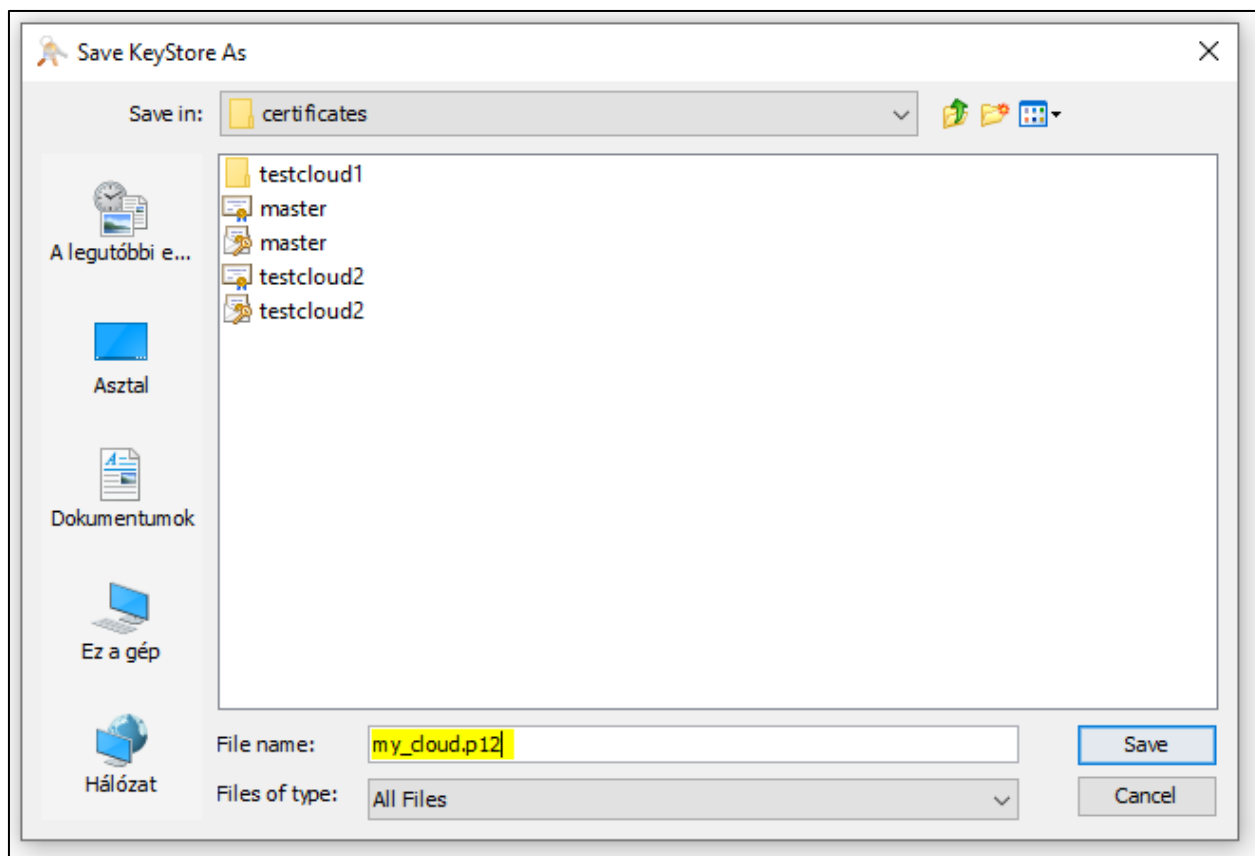 Save KeyStore As
Save in:
certificates
testcloud1
master
master
testcloud2
testcloud2
A legutóbbi e...
Asztal
Dokumentumok
Ez a gép
Hálózat
File name:
my_cloud.p12
Save
Files of type:
All Files
Cancel